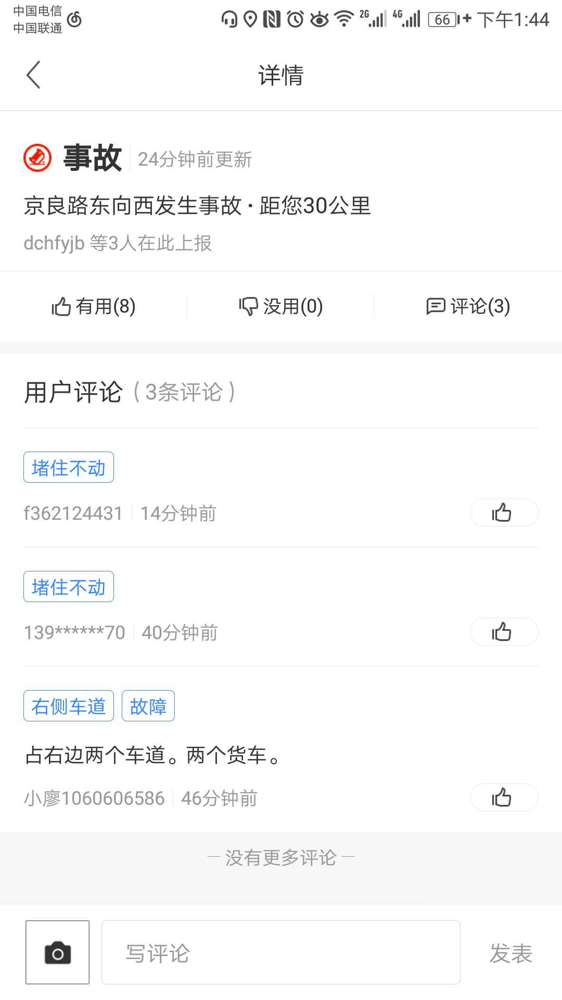 中国电信
中国联通
2G 4G 66 下午1:44
详情
事故 24分钟前更新
京良路东向西发生事故·距您30公里
dchfyjb 等3人在此上报
有用(8) 没用(0) 评论(3)
用户评论（3条评论）
堵住不动
f362124431 14分钟前
堵住不动
139******70 40分钟前
右侧车道 故障
占右边两个车道。两个货车。
小廖1060606586 46分钟前
没有更多评论
写评论 发表